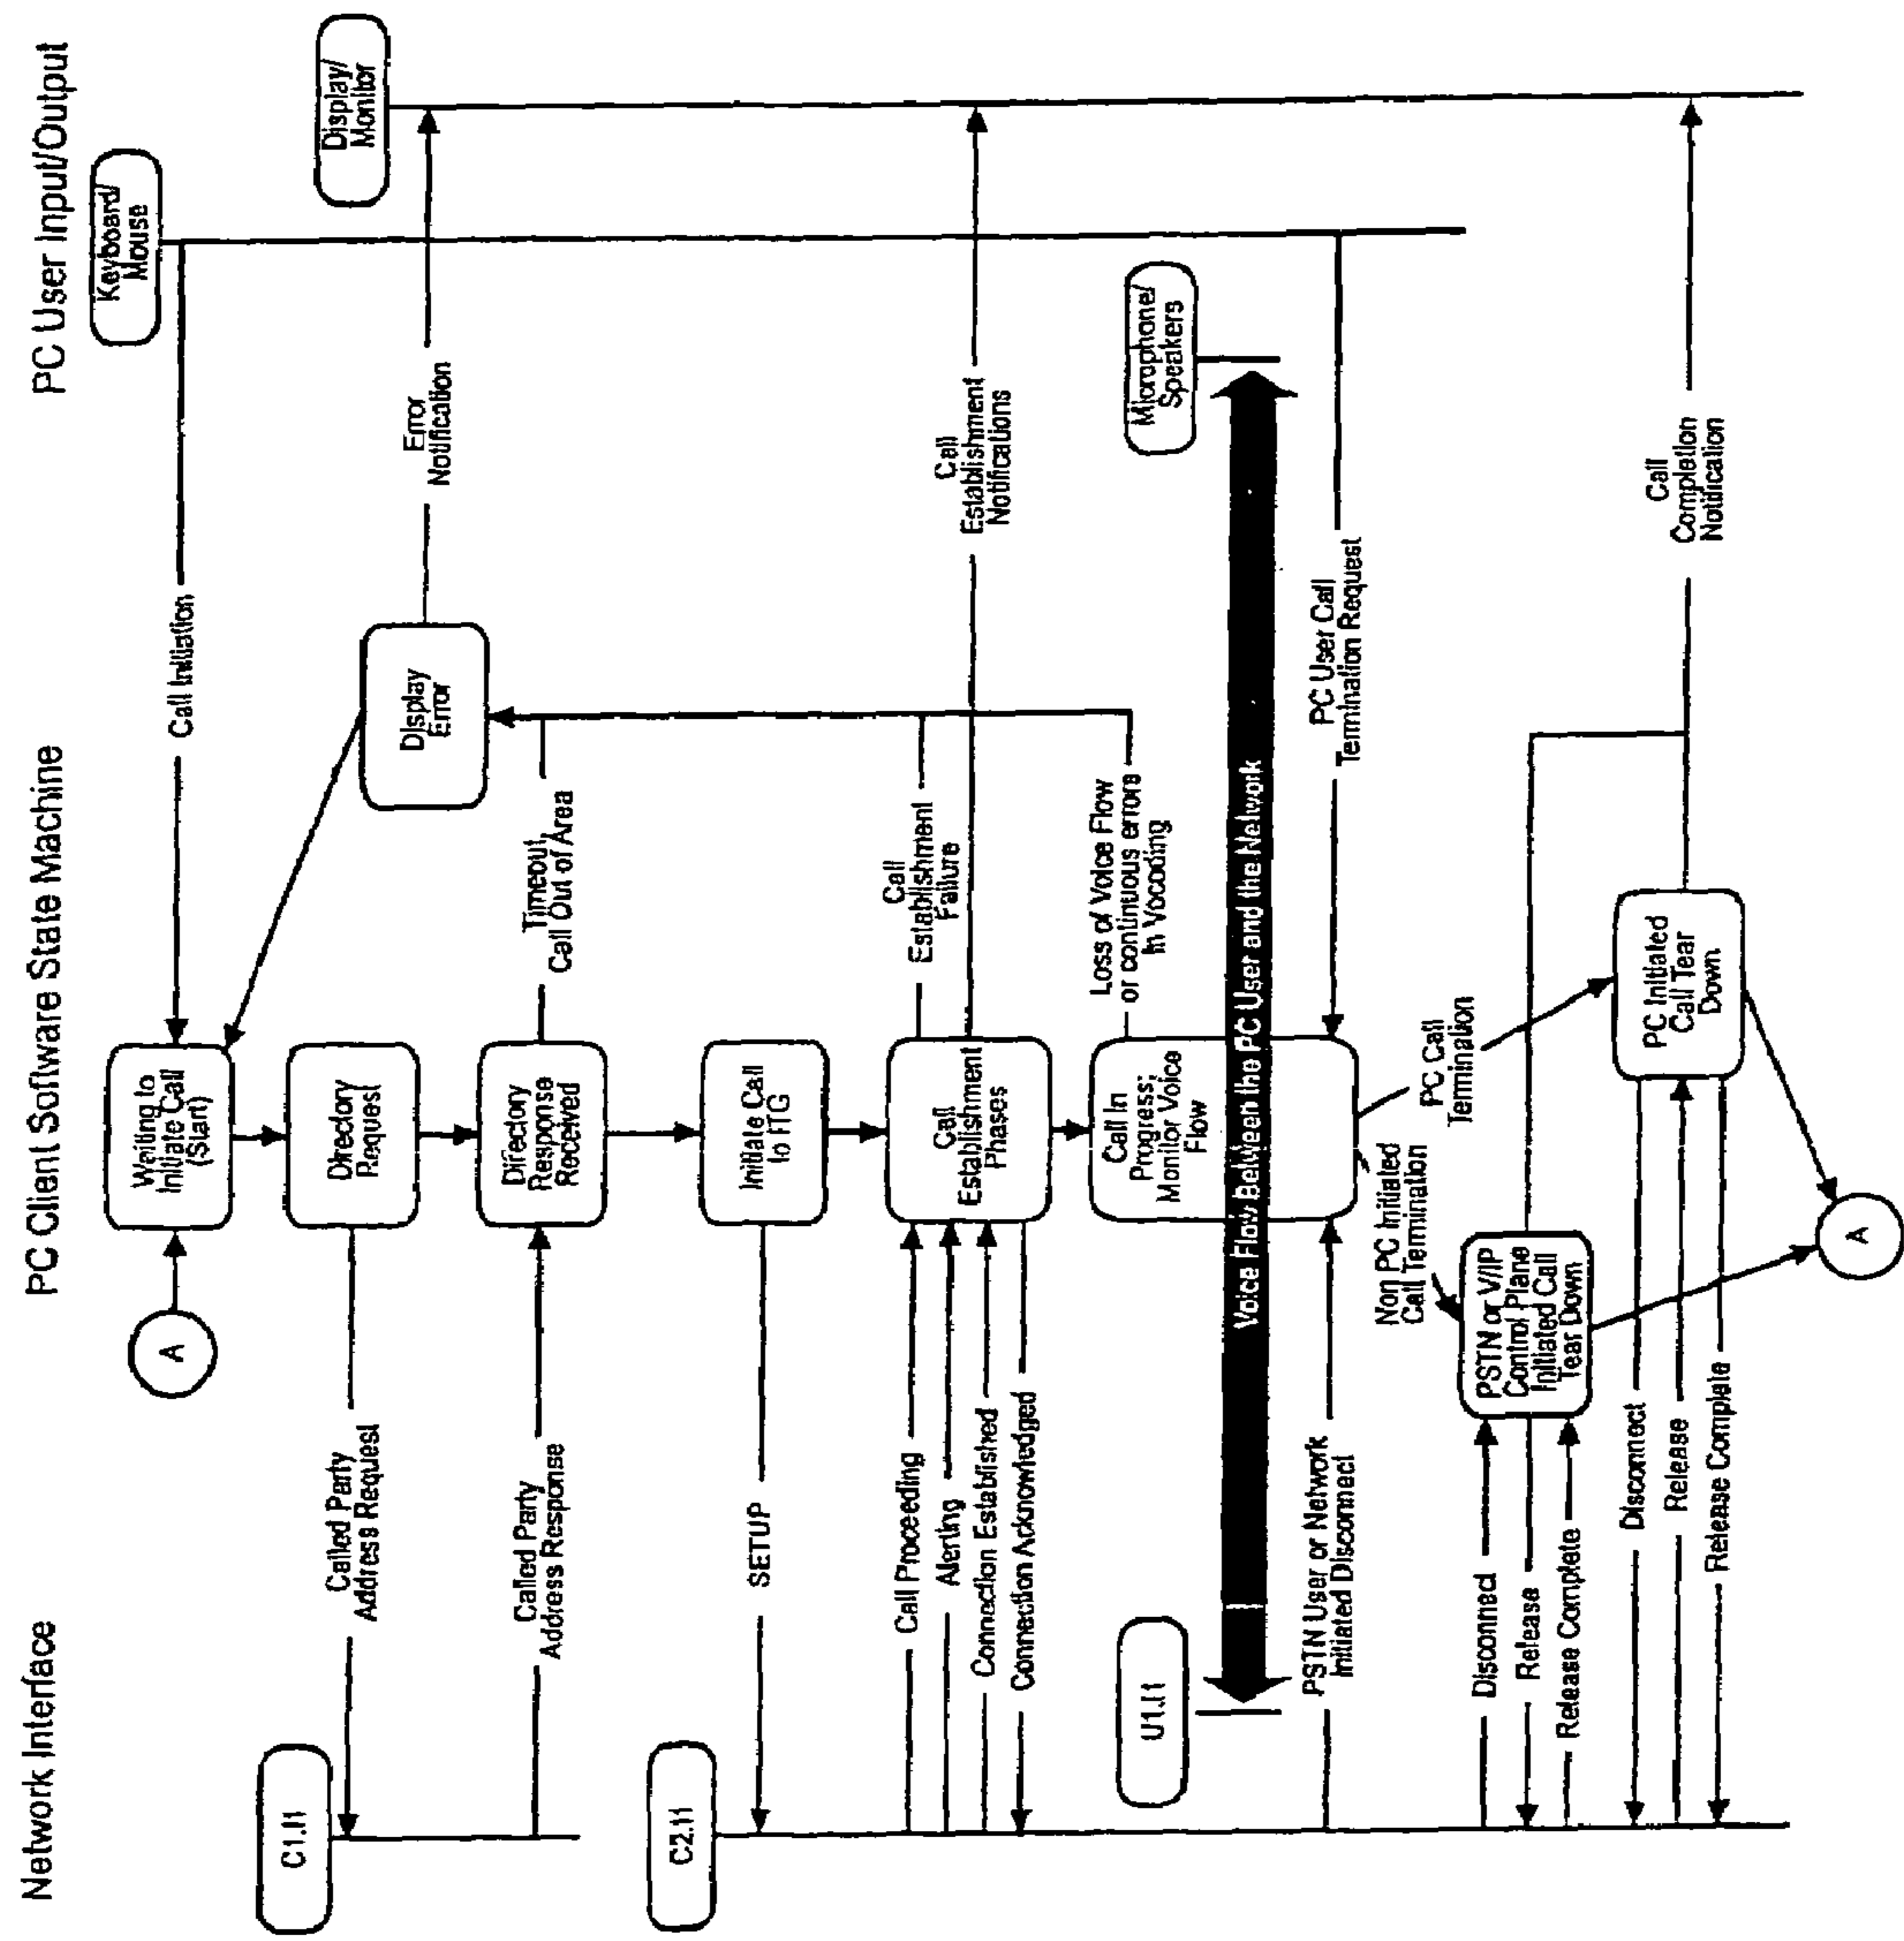 Network Interface
PC Client Software State Machine
PC User Input/Output
Keyboard/
Mouse
A
Waiting to
Initiate Call
(Start)
Call Initiation
Display/
Monitor
C1.I1
Called Party
Address Request
Directory
Request
Display
Error
Error
Notification
Called Party
Address Response
Directory
Response
Received
Timeout,
Call Out of Area
C2.I1
SETUP
Initiate Call
to FTG
Call Proceeding
Alerting
Connection Established
Connection Acknowledged
Call
Establishment
Phases
Call
Establishment
Failure
Call
Establishment
Notifications
U1.I1
Call In
Progress;
Monitor Voice
Flow
Loss of Voice Flow
or continuous errors
In Vocoding
Microphone/
Speakers
Voice Flow Between the PC User and the Network
PSTN User or Network
Initiated Disconnect
PC User Call
Termination Request
Non PC Initiated
Call Termination
PC Call
Termination
Disconnect
Release
Release Complete
PSTN or V/IP
Control Plane
Initiated Call
Tear Down
Disconnect
Release
Release Complete
PC Initiated
Call Tear
Down
Call
Completion
Notification
A